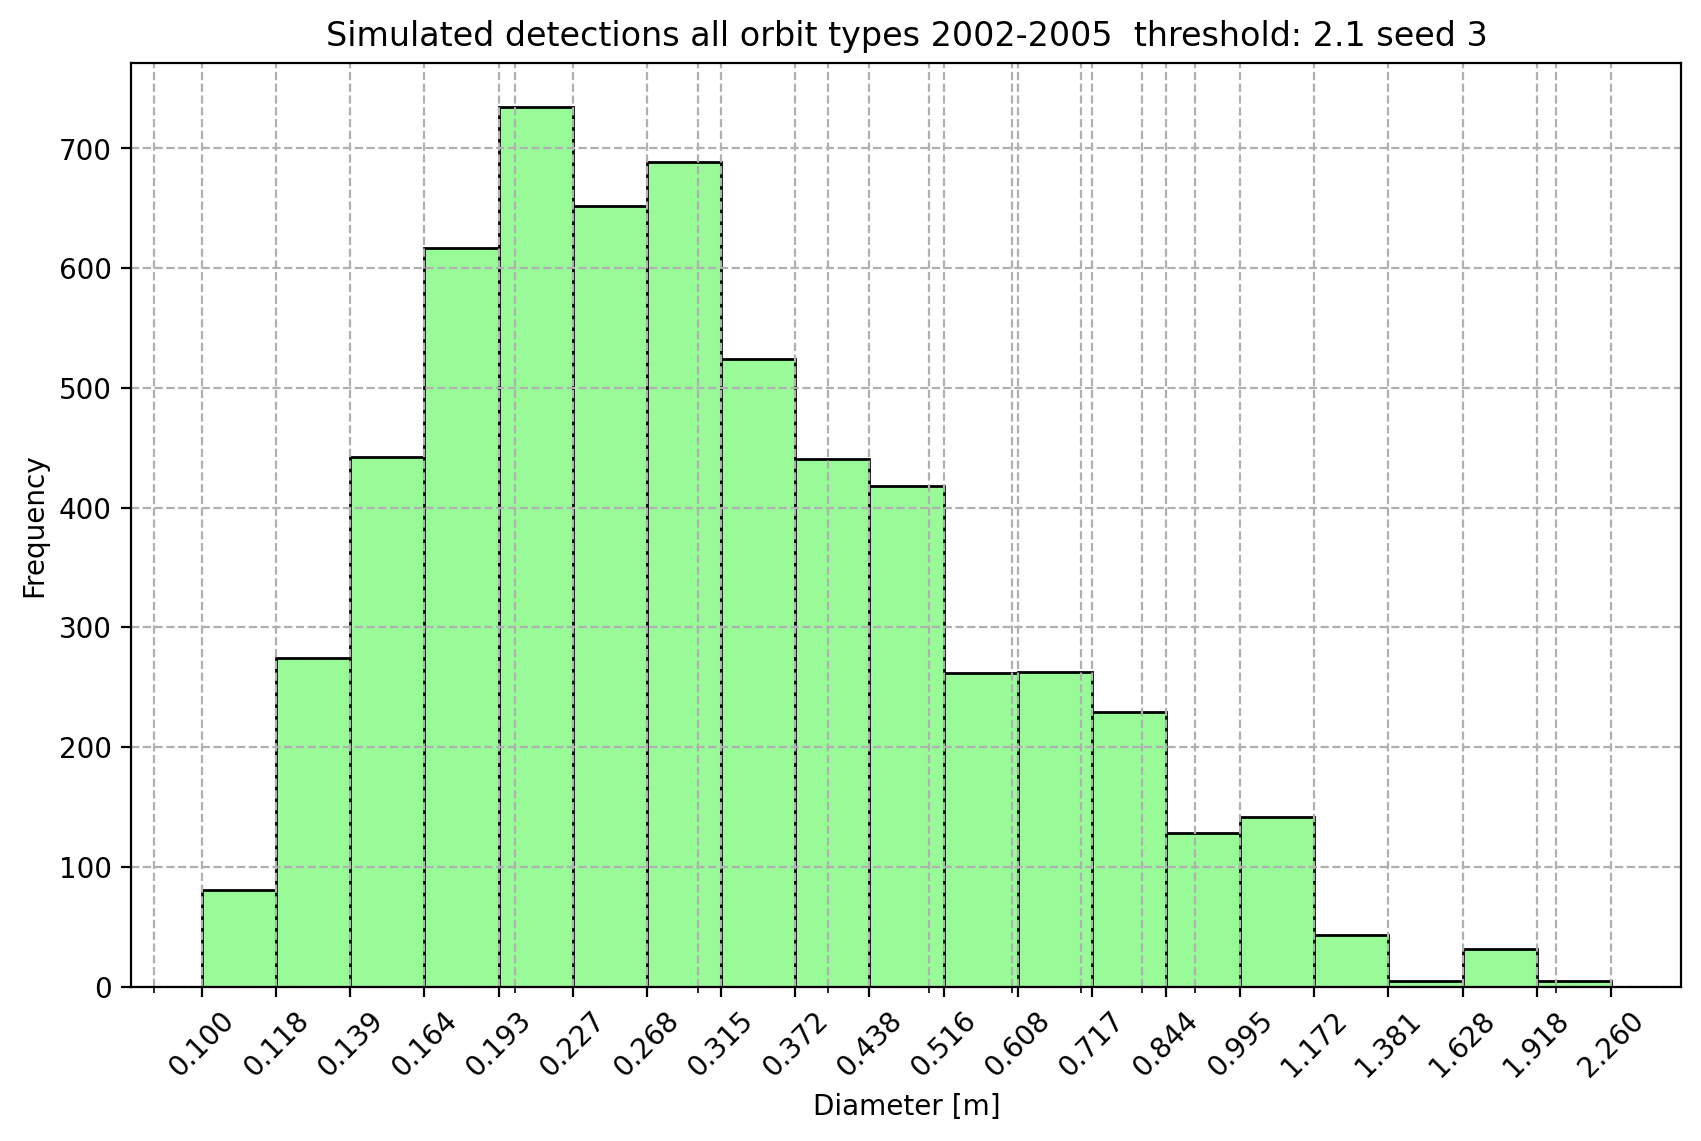 Simulated detections all orbit types 2002-2005  threshold: 2.1 seed 3
Frequency
700
600
500
400
300
200
100
0
0.100 0.118 0.139 0.164 0.193 0.227 0.268 0.315 0.372 0.438 0.516 0.608 0.717 0.844 0.995 1.172 1.381 1.628 1.918 2.260
Diameter [m]